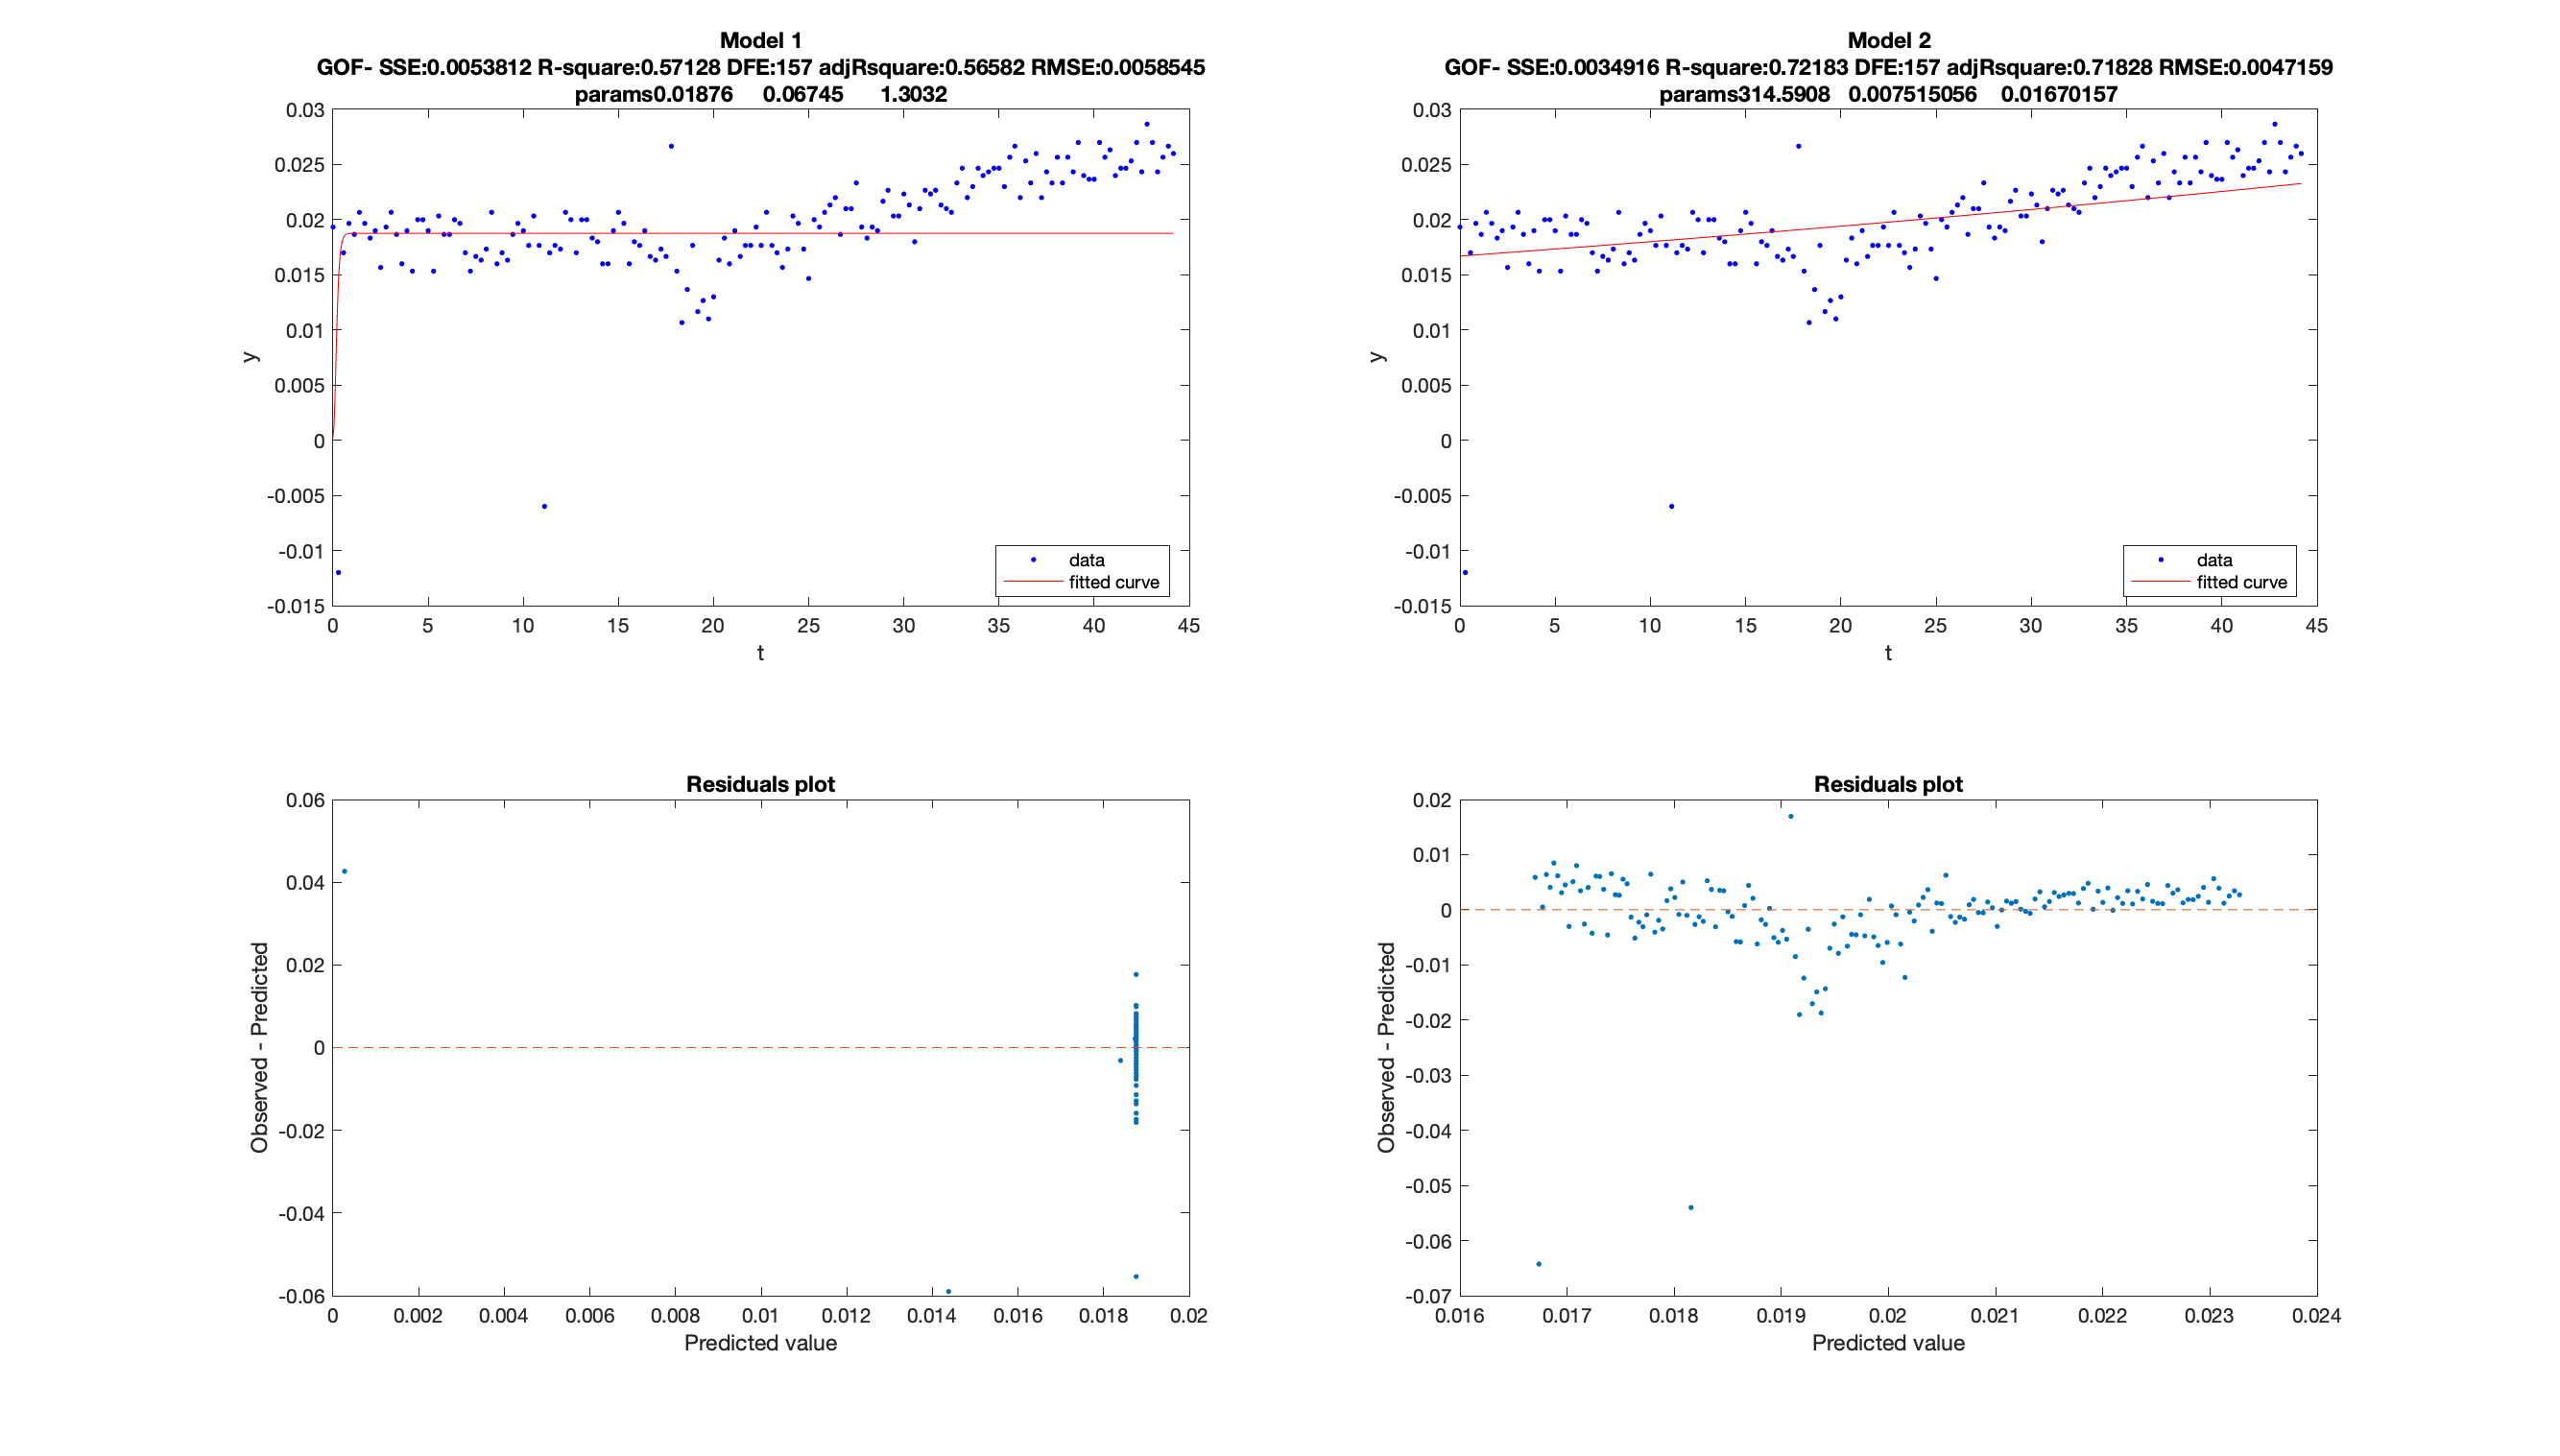 Model 1
GOF- SSE:0.0053812 R-square:0.57128 DFE:157 adjRsquare:0.56582 RMSE:0.0058545
params0.01876 0.06745 1.3032
0.03
0.025
0.02
0.015
0.01
0.005
0
-0.005
-0.01
-0.015
y
data
fitted curve
0 5 10 15 20 25 30 35 40 45
t
Model 2
GOF- SSE:0.0034916 R-square:0.72183 DFE:157 adjRsquare:0.71828 RMSE:0.0047159
params314.5908 0.007515056 0.01670157
0.03
0.025
0.02
0.015
0.01
0.005
0
-0.005
-0.01
-0.015
y
data
fitted curve
0 5 10 15 20 25 30 35 40 45
t
Residuals plot
0.06
0.04
0.02
0
-0.02
-0.04
-0.06
Observed - Predicted
0 0.002 0.004 0.006 0.008 0.01 0.012 0.014 0.016 0.018 0.02
Predicted value
Residuals plot
0.02
0.01
0
-0.01
-0.02
-0.03
-0.04
-0.05
-0.06
-0.07
Observed - Predicted
0.016 0.017 0.018 0.019 0.02 0.021 0.022 0.023 0.024
Predicted value